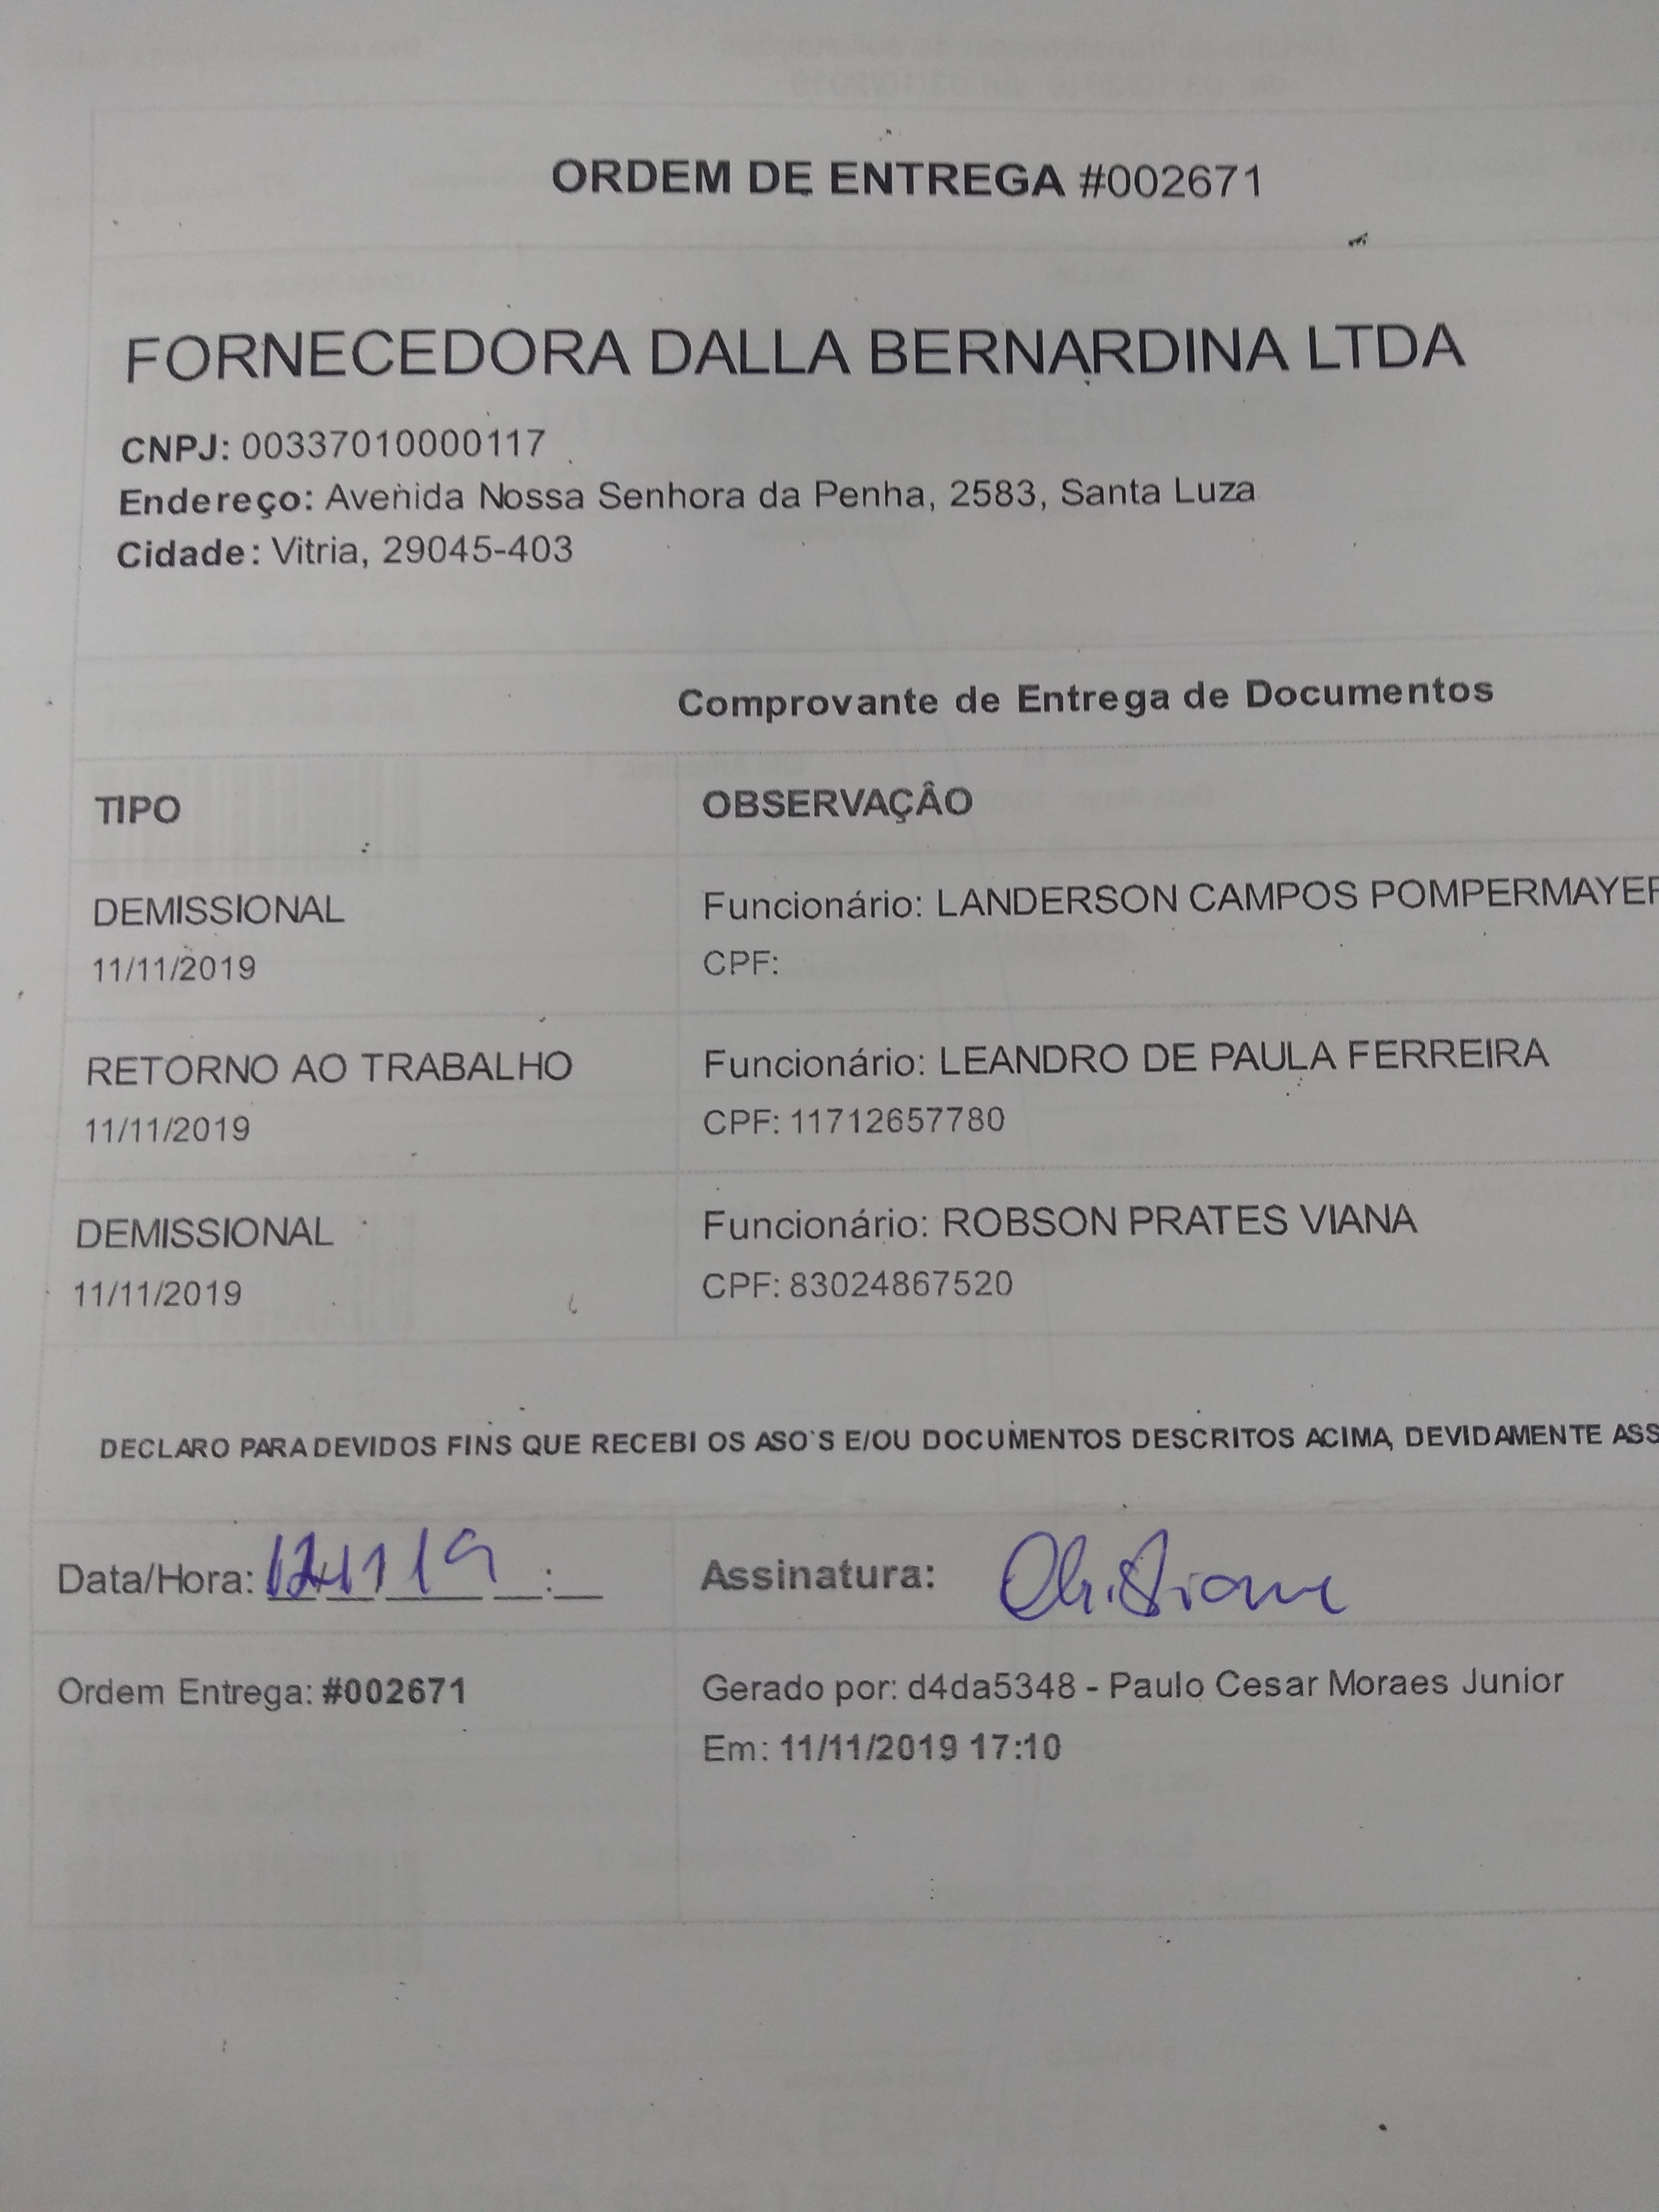 ORDEM DE ENTREGA #002671
FORNECEDORA DALLA BERNARDINA LTDA
CNPJ: 00337010000117
Endereço: Avenida Nossa Senhora da Penha, 2583, Santa Luza
Cidade: Vitria, 29045-403
Comprovante de Entrega de Documentos
TIPO OBSERVAÇÂO
DEMISSIONAL Funcionário: LANDERSON CAMPOS POMPERMAYER
11/11/2019 CPF:
RETORNO AO TRABALHO Funcionário: LEANDRO DE PAULA FERREIRA
11/11/2019 CPF: 11712657780
DEMISSIONAL Funcionário: ROBSON PRATES VIANA
11/11/2019 CPF: 83024867520
DECLARO PARA DEVIDOS FINS QUE RECEBI OS ASO`S E/OU DOCUMENTOS DESCRITOS ACIMA, DEVIDAMENTE ASS
Data/Hora: 12 11 19 __:__ Assinatura:
Ordem Entrega: #002671 Gerado por: d4da5348 - Paulo Cesar Moraes Junior
Em: 11/11/2019 17:10